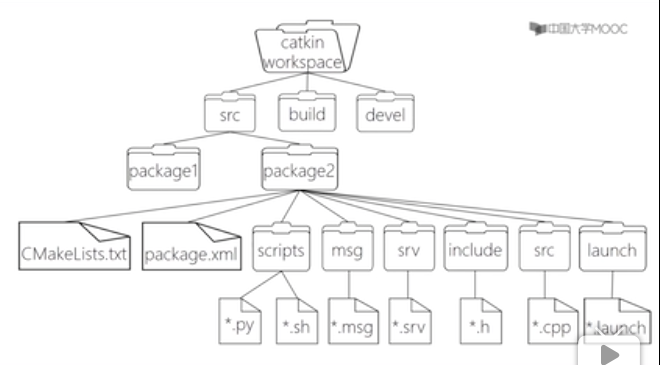 中国大学MOOC
catkin
workspace
src
build
devel
package1
package2
CMakeLists.txt
package.xml
scripts
msg
srv
include
src
launch
*.py
*.sh
*.msg
*.srv
*.h
*.cpp
*.launch